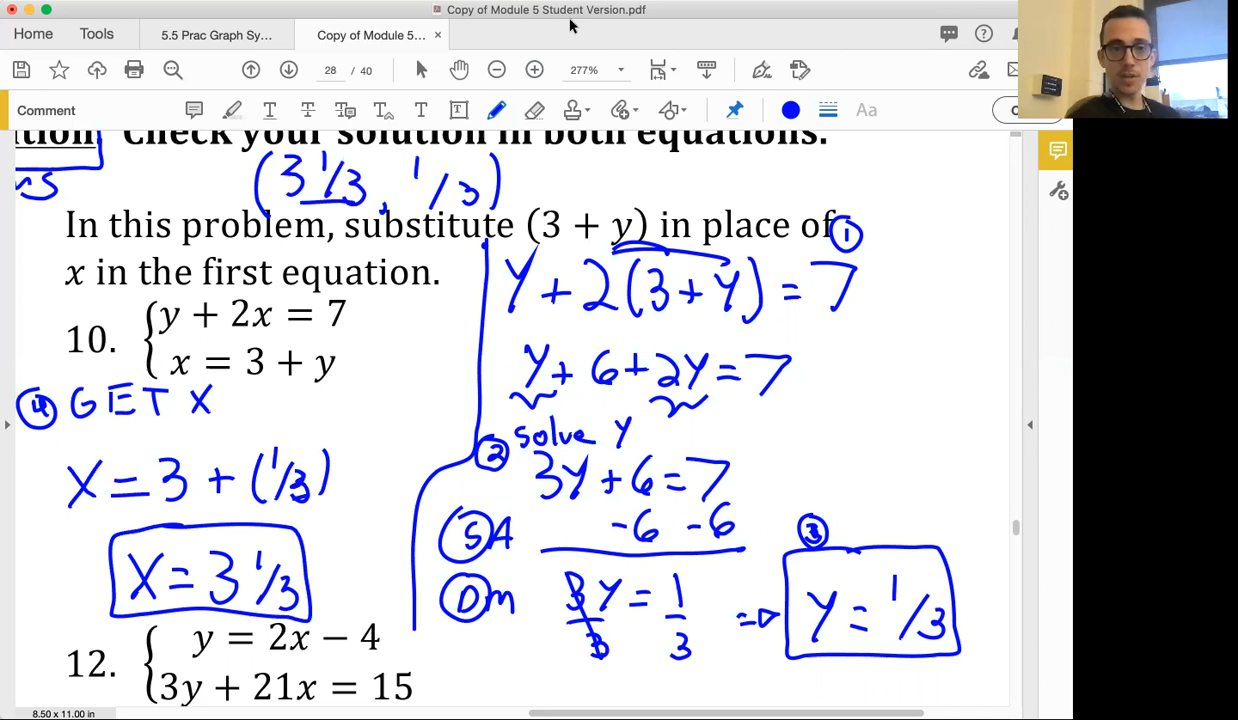 Copy of Module 5 Student Version.pdf
Home Tools 5.5 Prac Graph Sy... Copy of Module 5... ×
28 / 40 277%
Comment Aa
ition Check your solution in both equations.
(3 1/3, 1/3)
In this problem, substitute (3 + y) in place of
x in the first equation.
10. {y + 2x = 7
x = 3 + y
④ GET X
X = 3 + (1/3)
X = 3 1/3
①
Y + 2(3 + Y) = 7
Y + 6 + 2Y = 7
② solve Y
3Y + 6 = 7
SA -6 -6
DM 3Y = 1
3 3
=> ③ Y = 1/3
12. {y = 2x − 4
3y + 21x = 15
8.50 x 11.00 in